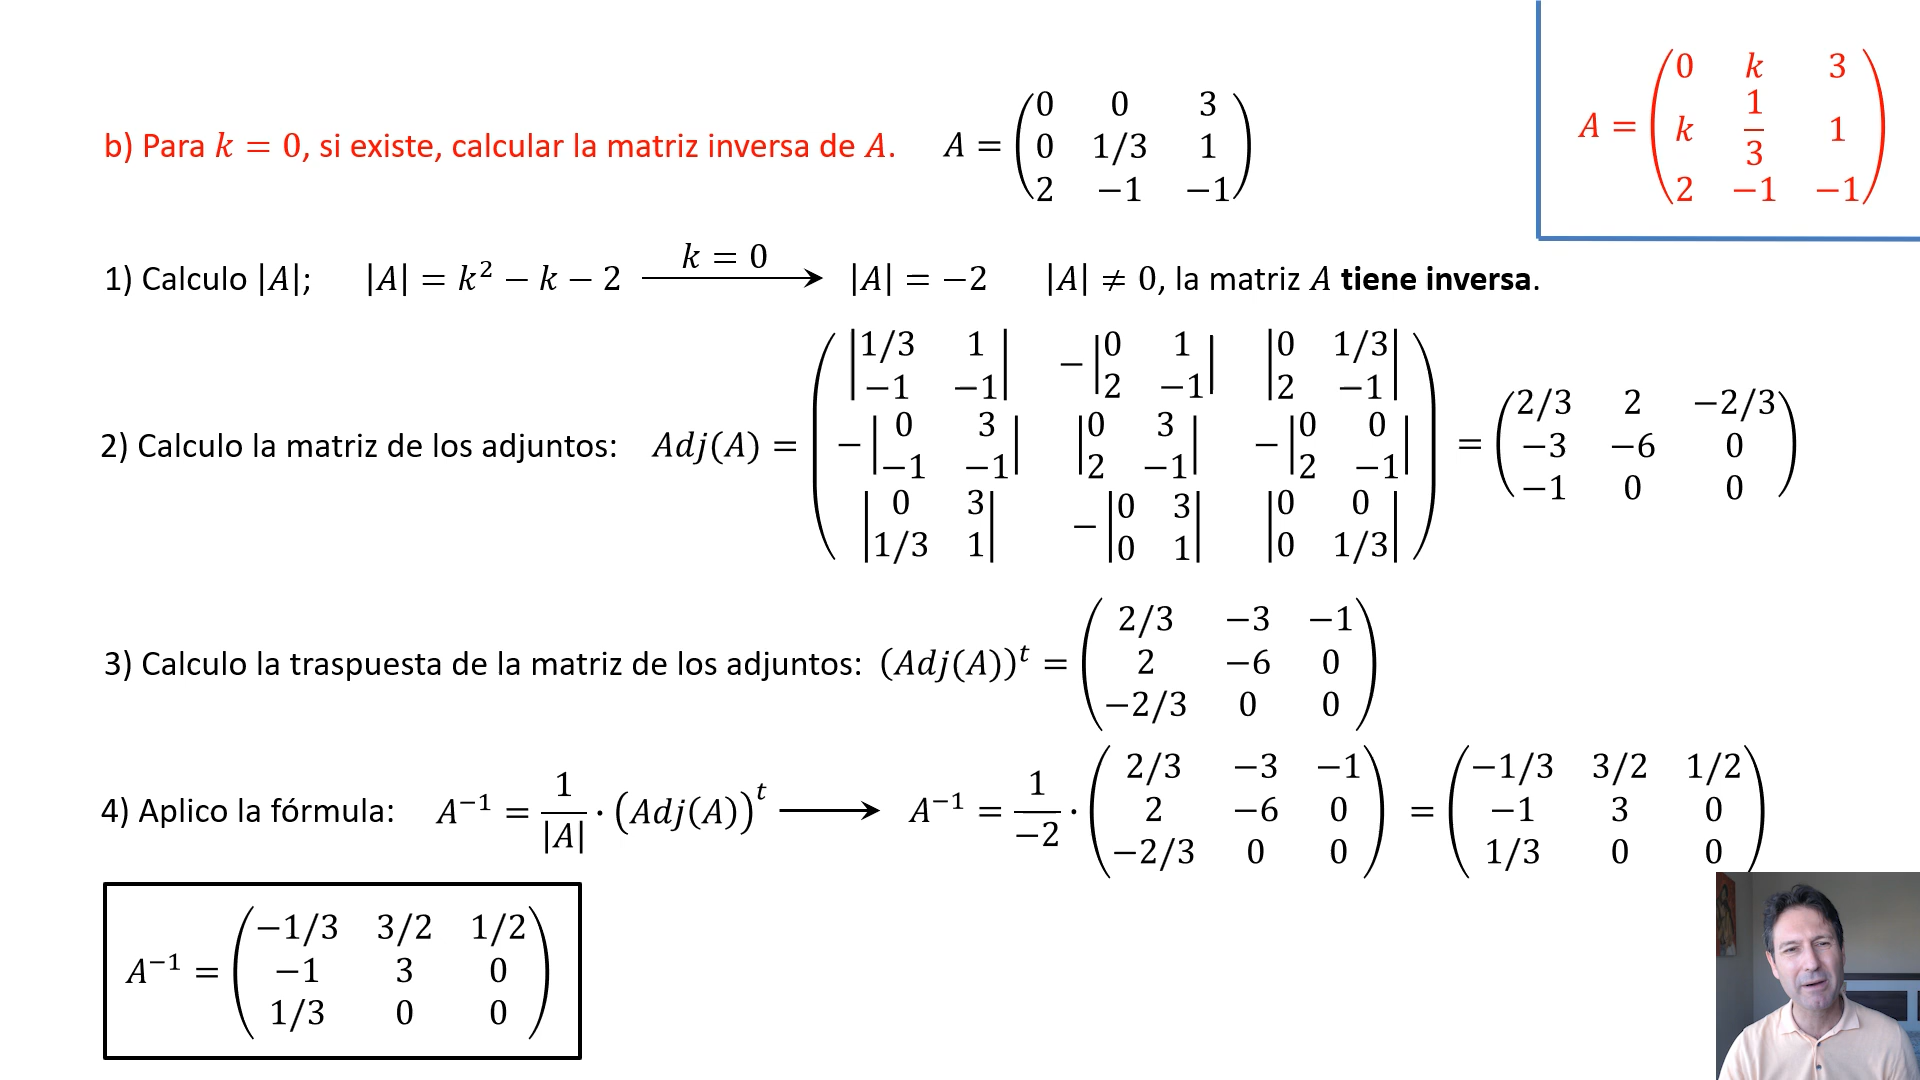 A = (0 k 3
k 1/3 1
2 −1 −1)
b) Para k = 0, si existe, calcular la matriz inversa de A. A = (0 0 3
0 1/3 1
2 −1 −1)
1) Calculo |A|; |A| = k² − k − 2 k = 0 |A| = −2 |A| ≠ 0, la matriz A tiene inversa.
2) Calculo la matriz de los adjuntos: Adj(A) = (|1/3 1 −1 −1| −|0 1 2 −1| |0 1/3 2 −1|
−|0 3 −1 −1| |0 3 2 −1| −|0 0 2 −1|
|0 3 1/3 1| −|0 3 0 1| |0 0 0 1/3|)
= (2/3 2 −2/3
−3 −6 0
−1 0 0)
3) Calculo la traspuesta de la matriz de los adjuntos: (Adj(A))ᵗ = (2/3 −3 −1
2 −6 0
−2/3 0 0)
4) Aplico la fórmula: A⁻¹ = 1/|A| · (Adj(A))ᵗ ⟶ A⁻¹ = 1/−2 · (2/3 −3 −1
2 −6 0
−2/3 0 0)
= (−1/3 3/2 1/2
−1 3 0
1/3 0 0)
A⁻¹ = (−1/3 3/2 1/2
−1 3 0
1/3 0 0)